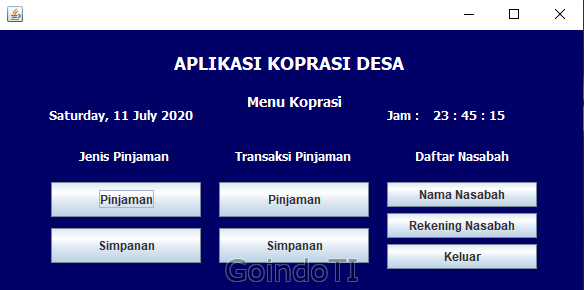 APLIKASI KOPRASI DESA
Menu Koprasi
Saturday, 11 July 2020
Jam : 23 : 45 : 15
Jenis Pinjaman
Transaksi Pinjaman
Daftar Nasabah
Pinjaman
Pinjaman
Nama Nasabah
Rekening Nasabah
Simpanan
Simpanan
Keluar
GoindoTI